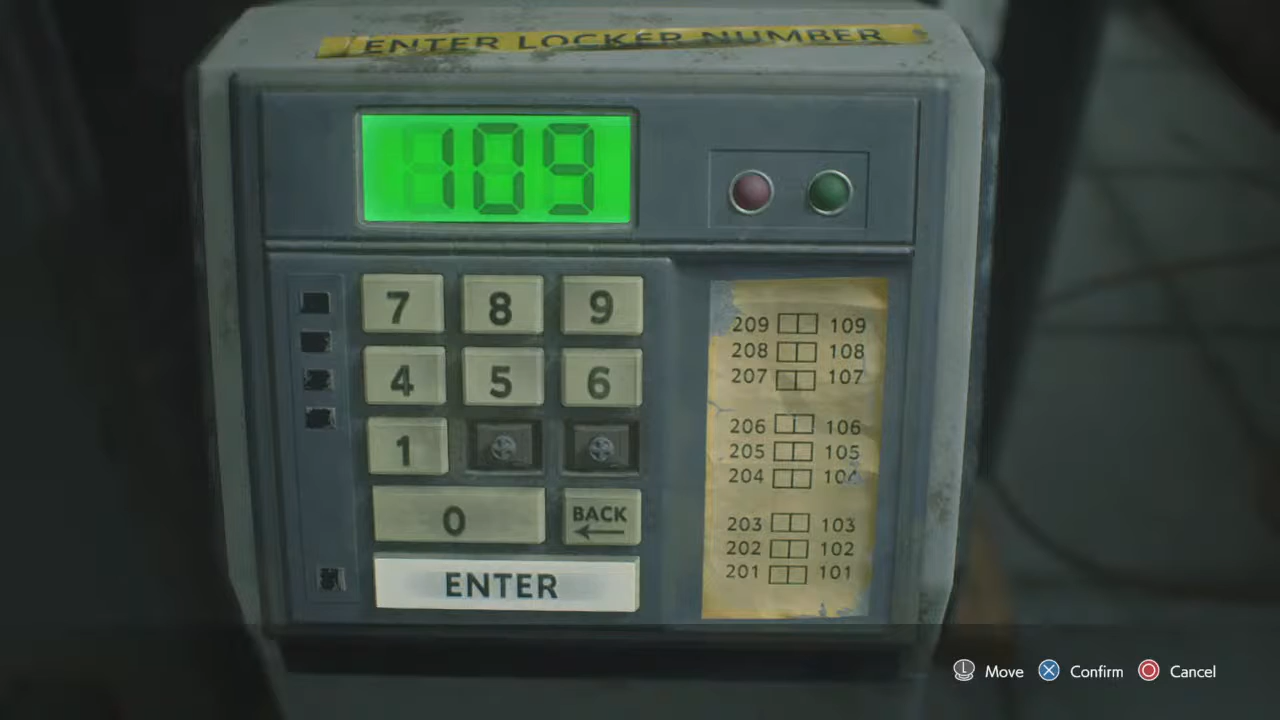 ENTER LOCKER NUMBER
109
7 8 9
4 5 6
1
0 BACK
ENTER
209 109
208 108
207 107
206 106
205 105
204 104
203 103
202 102
201 101
Move Confirm Cancel